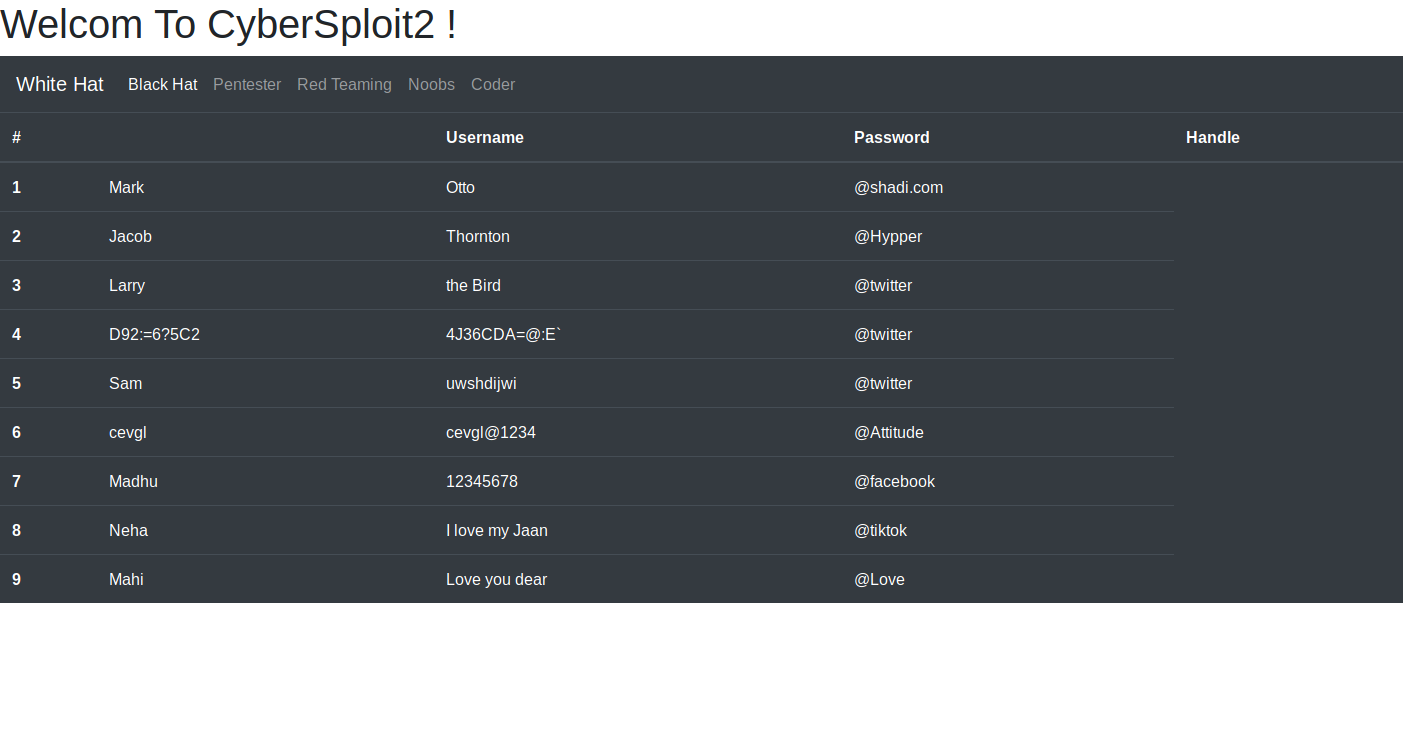 Welcom To CyberSploit2 !
White Hat Black Hat Pentester Red Teaming Noobs Coder
# Username Password Handle
1 Mark Otto @shadi.com
2 Jacob Thornton @Hypper
3 Larry the Bird @twitter
4 D92:=6?5C2 4J36CDA=@:E` @twitter
5 Sam uwshdijwi @twitter
6 cevgl cevgl@1234 @Attitude
7 Madhu 12345678 @facebook
8 Neha I love my Jaan @tiktok
9 Mahi Love you dear @Love